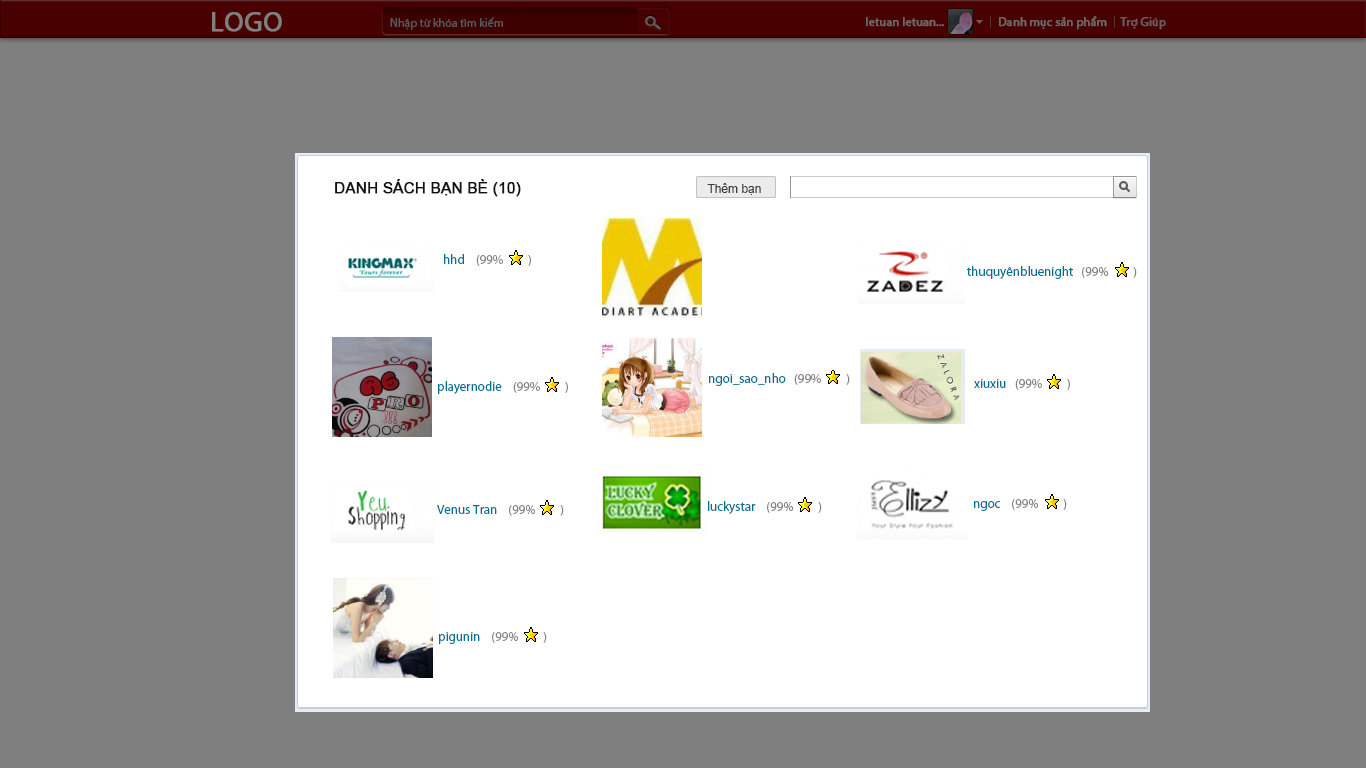 LOGO
Nhập từ khóa tìm kiếm
letuan letuan...
Danh mục sản phẩm
Trợ Giúp
DANH SÁCH BẠN BÈ (10)
Thêm bạn
KINGMAX
Yours forever
hhd (99% )
M
DIART ACADE
ZADEZ
thuquyênbluenight (99% )
PRO
playernodie (99% )
ngoi_sao_nho (99% )
ZALORA
xiuxiu (99% )
Yeu
Shopping
Venus Tran (99% )
LUCKY
CLOVER
luckystar (99% )
JUST
Ellizy
Your Style Your Fashion
ngoc (99% )
pigunin (99% )